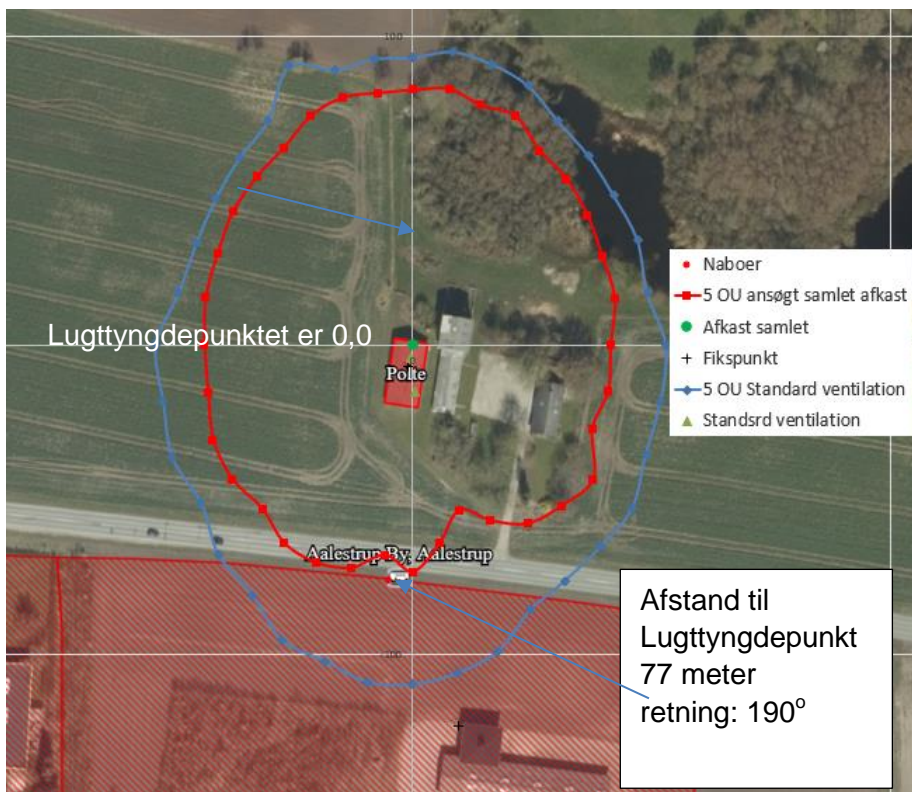 100
Naboer
5 OU ansøgt samlet afkast
Afkast samlet
Fikspunkt
5 OU Standard ventilation
Standsrd ventilation
Lugttyngdepunktet er 0,0
Polte
Aalestrup By, Aalestrup
Afstand til
Lugttyngdepunkt
77 meter
retning: 190°